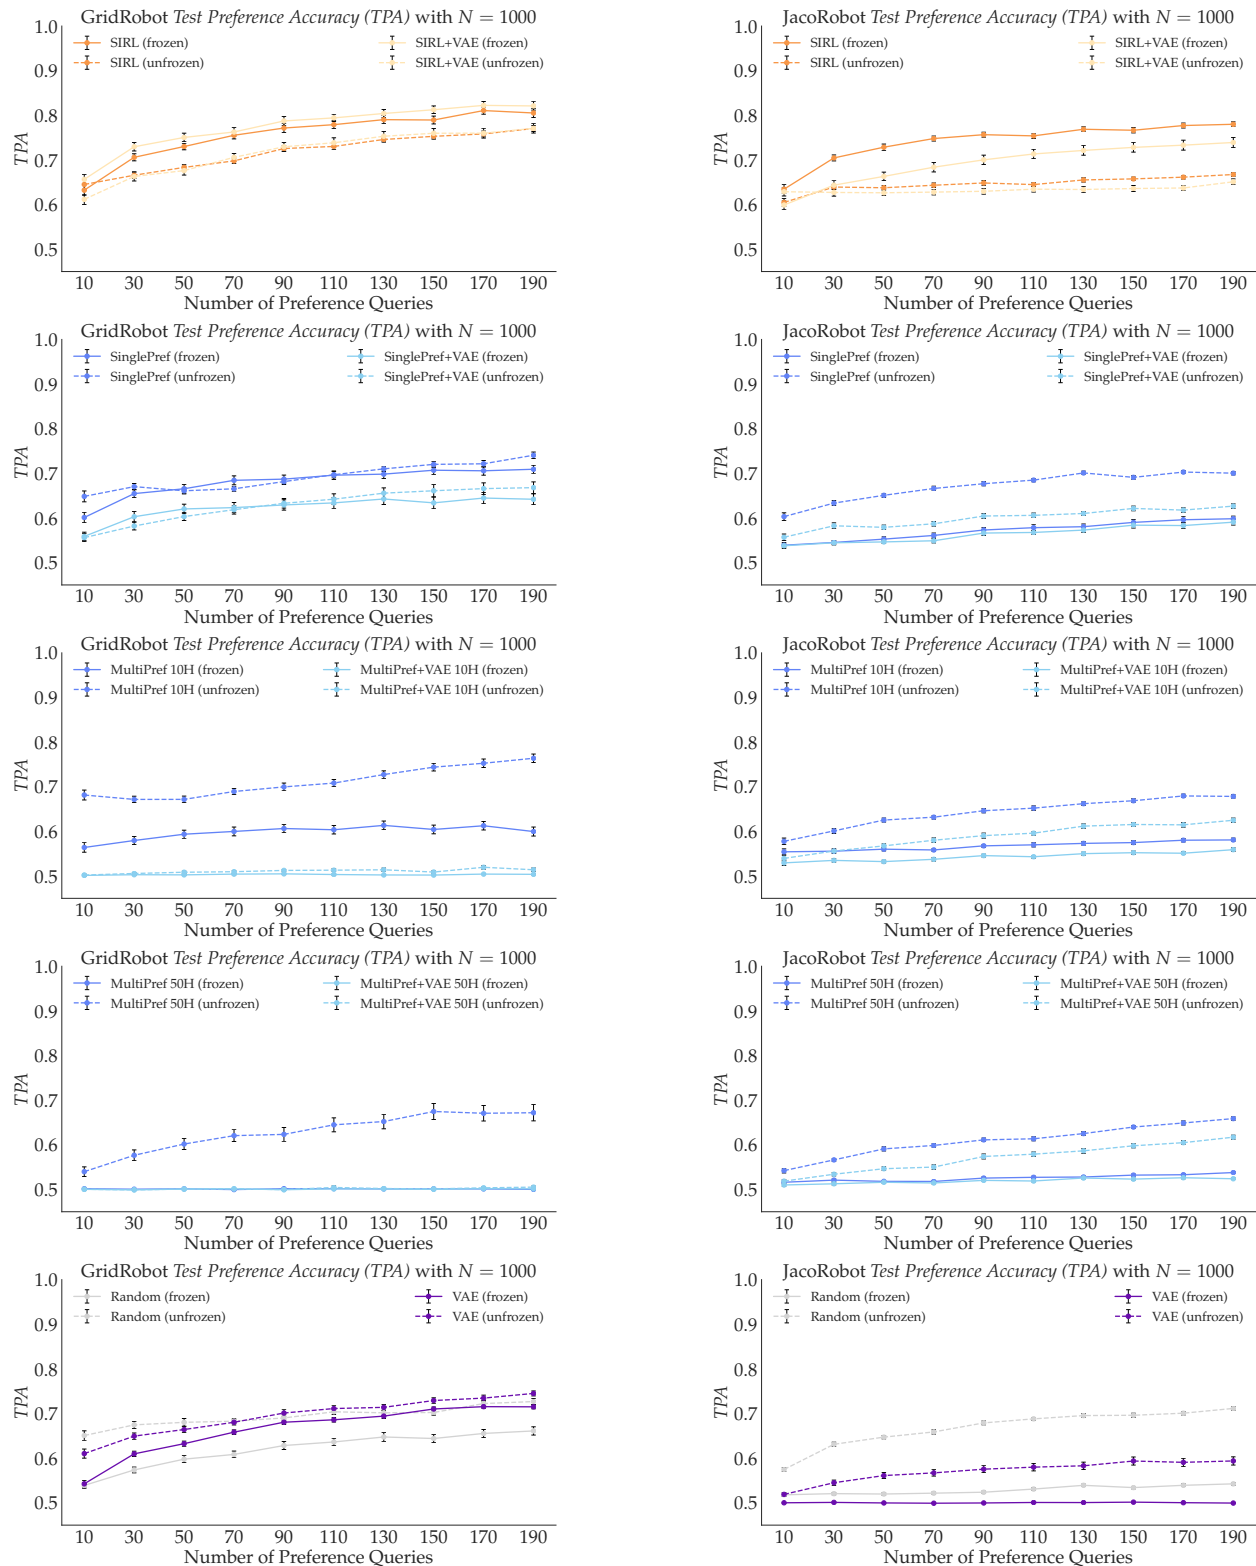 GridRobot Test Preference Accuracy (TPA) with N = 1000
SIRL (frozen)
SIRL (unfrozen)
SIRL+VAE (frozen)
SIRL+VAE (unfrozen)
TPA
1.0
0.9
0.8
0.7
0.6
0.5
10 30 50 70 90 110 130 150 170 190
Number of Preference Queries
JacoRobot Test Preference Accuracy (TPA) with N = 1000
SIRL (frozen)
SIRL (unfrozen)
SIRL+VAE (frozen)
SIRL+VAE (unfrozen)
TPA
1.0
0.9
0.8
0.7
0.6
0.5
10 30 50 70 90 110 130 150 170 190
Number of Preference Queries
GridRobot Test Preference Accuracy (TPA) with N = 1000
SinglePref (frozen)
SinglePref (unfrozen)
SinglePref+VAE (frozen)
SinglePref+VAE (unfrozen)
TPA
1.0
0.9
0.8
0.7
0.6
0.5
10 30 50 70 90 110 130 150 170 190
Number of Preference Queries
JacoRobot Test Preference Accuracy (TPA) with N = 1000
SinglePref (frozen)
SinglePref (unfrozen)
SinglePref+VAE (frozen)
SinglePref+VAE (unfrozen)
TPA
1.0
0.9
0.8
0.7
0.6
0.5
10 30 50 70 90 110 130 150 170 190
Number of Preference Queries
GridRobot Test Preference Accuracy (TPA) with N = 1000
MultiPref 10H (frozen)
MultiPref 10H (unfrozen)
MultiPref+VAE 10H (frozen)
MultiPref+VAE 10H (unfrozen)
TPA
1.0
0.9
0.8
0.7
0.6
0.5
10 30 50 70 90 110 130 150 170 190
Number of Preference Queries
JacoRobot Test Preference Accuracy (TPA) with N = 1000
MultiPref 10H (frozen)
MultiPref 10H (unfrozen)
MultiPref+VAE 10H (frozen)
MultiPref+VAE 10H (unfrozen)
TPA
1.0
0.9
0.8
0.7
0.6
0.5
10 30 50 70 90 110 130 150 170 190
Number of Preference Queries
GridRobot Test Preference Accuracy (TPA) with N = 1000
MultiPref 50H (frozen)
MultiPref 50H (unfrozen)
MultiPref+VAE 50H (frozen)
MultiPref+VAE 50H (unfrozen)
TPA
1.0
0.9
0.8
0.7
0.6
0.5
10 30 50 70 90 110 130 150 170 190
Number of Preference Queries
JacoRobot Test Preference Accuracy (TPA) with N = 1000
MultiPref 50H (frozen)
MultiPref 50H (unfrozen)
MultiPref+VAE 50H (frozen)
MultiPref+VAE 50H (unfrozen)
TPA
1.0
0.9
0.8
0.7
0.6
0.5
10 30 50 70 90 110 130 150 170 190
Number of Preference Queries
GridRobot Test Preference Accuracy (TPA) with N = 1000
Random (frozen)
Random (unfrozen)
VAE (frozen)
VAE (unfrozen)
TPA
1.0
0.9
0.8
0.7
0.6
0.5
10 30 50 70 90 110 130 150 170 190
Number of Preference Queries
JacoRobot Test Preference Accuracy (TPA) with N = 1000
Random (frozen)
Random (unfrozen)
VAE (frozen)
VAE (unfrozen)
TPA
1.0
0.9
0.8
0.7
0.6
0.5
10 30 50 70 90 110 130 150 170 190
Number of Preference Queries